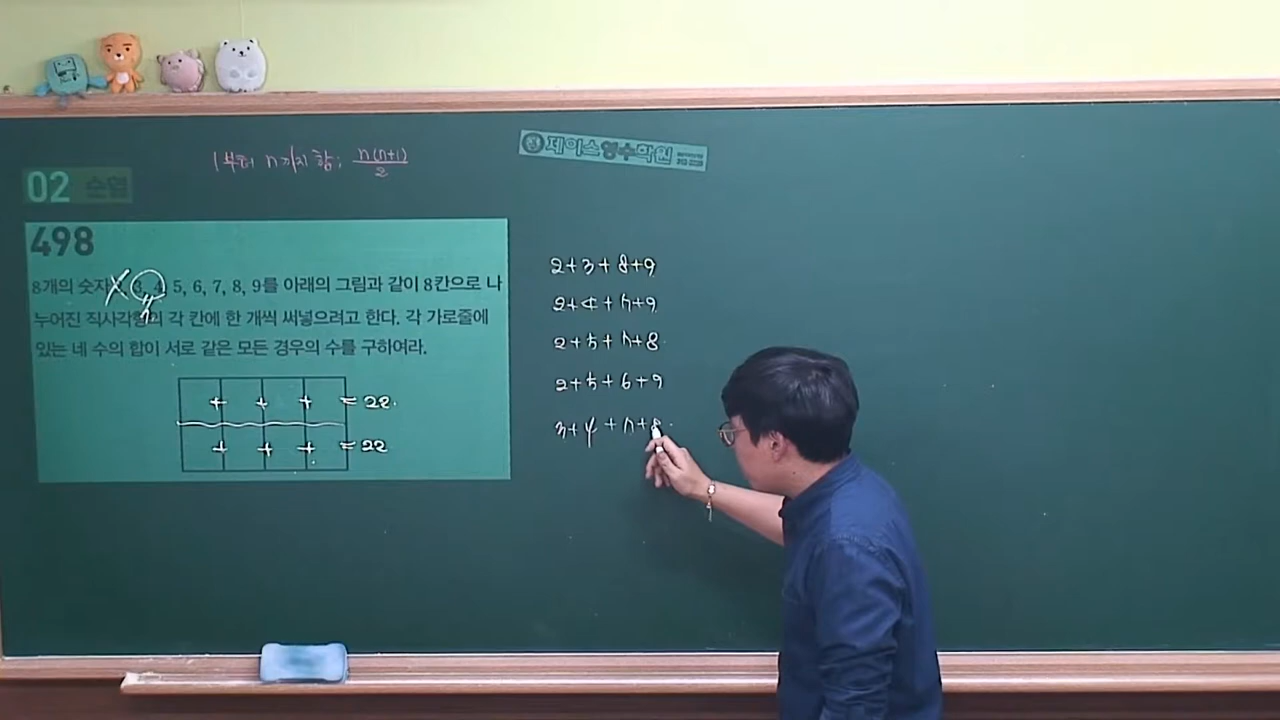 1부터 n까지 합; n(n+1)/2
제이스영수학원
02 수열
498
8개의 숫자 3, 4, 5, 6, 7, 8, 9를 아래의 그림과 같이 8칸으로 나
누어진 직사각형의 각 칸에 한 개씩 써넣으려고 한다. 각 가로줄에
있는 네 수의 합이 서로 같은 모든 경우의 수를 구하여라.
+ + + = 22
+ + + = 22
2+3+8+9
2+4+7+9
2+5+7+8
2+5+6+9
3+4+7+8